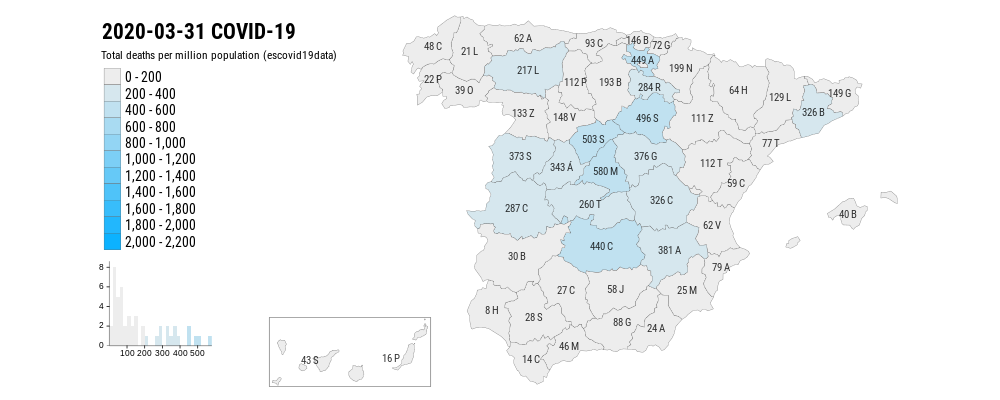 2020-03-31 COVID-19
Total deaths per million population (escovid19data)
0 - 200
200 - 400
400 - 600
600 - 800
800 - 1,000
1,000 - 1,200
1,200 - 1,400
1,400 - 1,600
1,600 - 1,800
1,800 - 2,000
2,000 - 2,200
8
6
4
2
0
100 200 300 400 500
48 C
21 L
62 A
93 C
146 B
72 G
449 A
199 N
22 P
39 O
217 L
112 P
193 B
284 R
64 H
129 L
149 G
326 B
133 Z
148 V
496 S
111 Z
77 T
503 S
373 S
343 Á
580 M
376 G
112 T
59 C
287 C
260 T
326 C
62 V
40 B
30 B
440 C
381 A
79 A
27 C
58 J
25 M
8 H
28 S
88 G
24 A
46 M
14 C
43 S
16 P